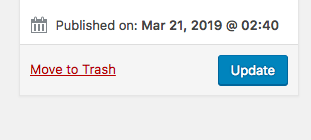 Published on: Mar 21, 2019 @ 02:40
Move to Trash Update